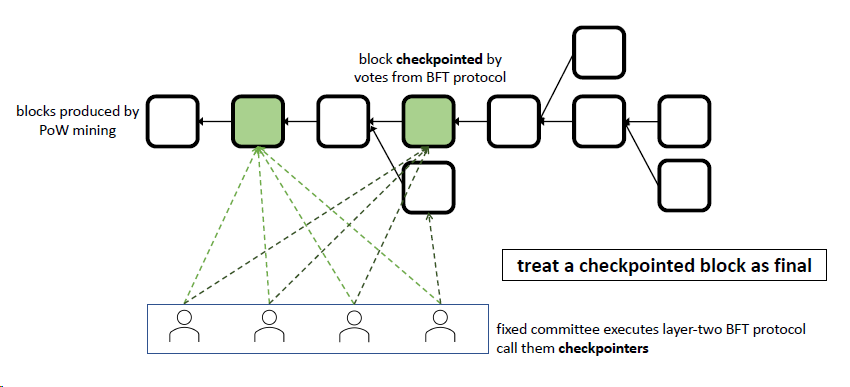 block checkpointed by
votes from BFT protocol
blocks produced by
PoW mining
treat a checkpointed block as final
fixed committee executes layer-two BFT protocol
call them checkpointers